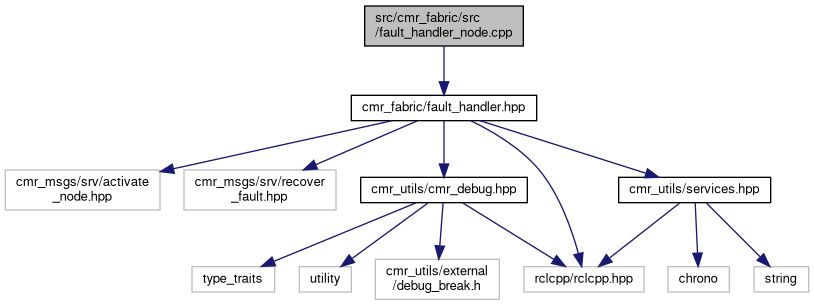 src/cmr_fabric/src
/fault_handler_node.cpp
cmr_fabric/fault_handler.hpp
cmr_msgs/srv/activate
_node.hpp
cmr_msgs/srv/recover
_fault.hpp
cmr_utils/cmr_debug.hpp
cmr_utils/services.hpp
type_traits
utility
cmr_utils/external
/debug_break.h
rclcpp/rclcpp.hpp
chrono
string